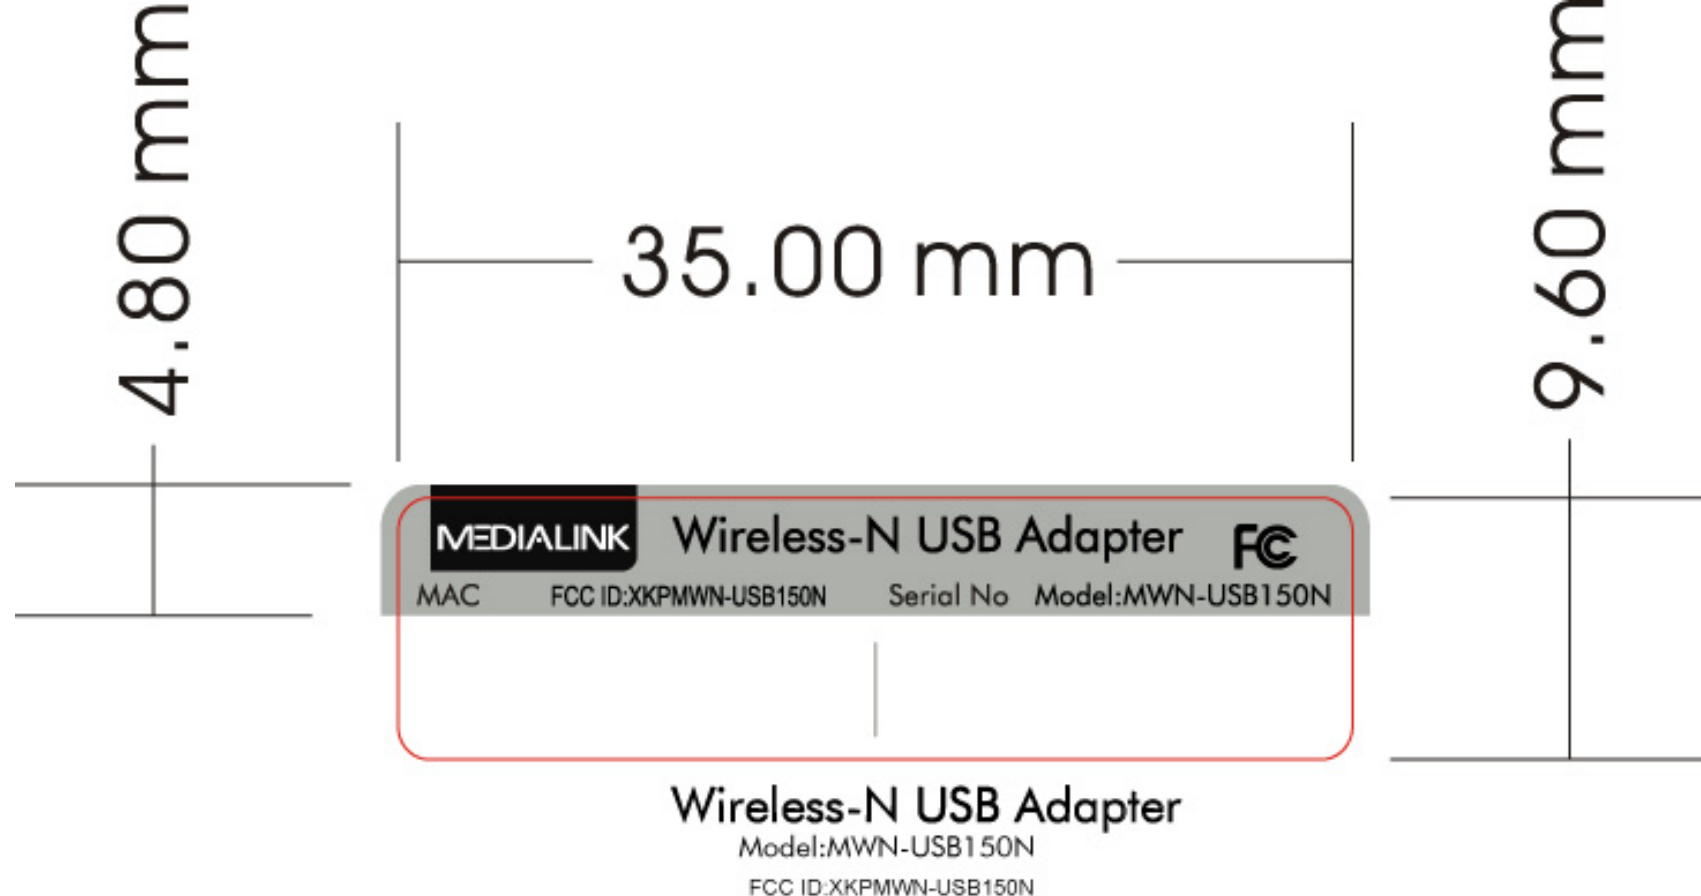 4.80 mm
35.00 mm
9.60 mm
MEDIALINK Wireless-N USB Adapter FC
MAC FCC ID:XKPMWN-USB150N Serial No Model:MWN-USB150N
Wireless-N USB Adapter
Model:MWN-USB150N
FCC ID:XKPMWN-USB150N